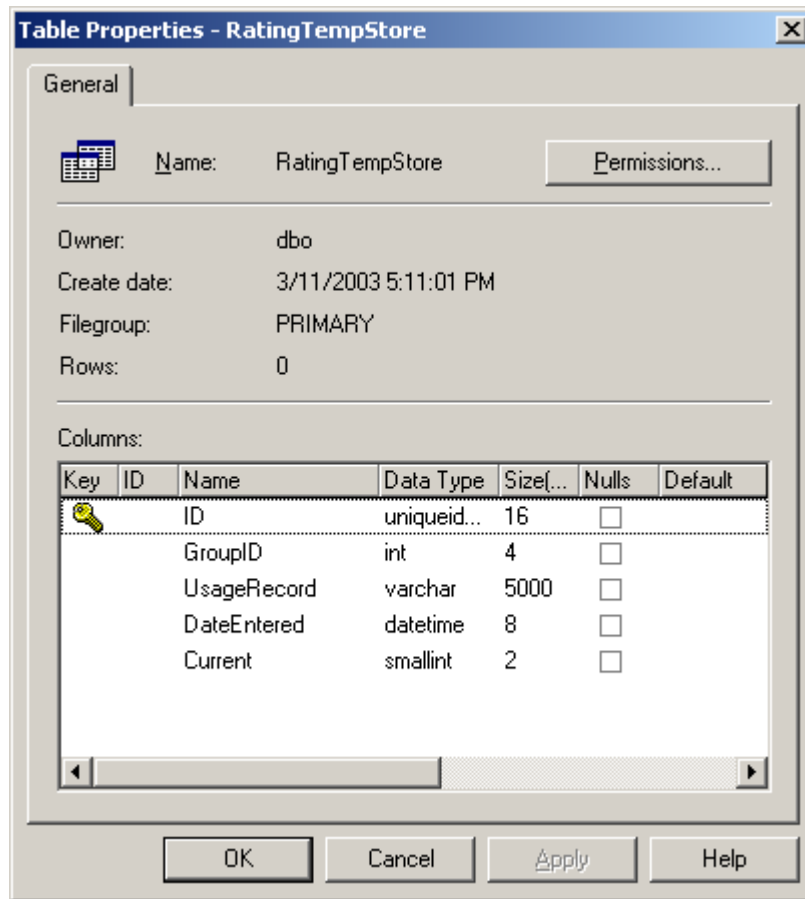 Table Properties - RatingTempStore
General
Name: RatingTempStore Permissions...
Owner: dbo
Create date: 3/11/2003 5:11:01 PM
Filegroup: PRIMARY
Rows: 0
Columns:
Key ID Name Data Type Size(... Nulls Default
ID uniqueid... 16
GroupID int 4
UsageRecord varchar 5000
DateEntered datetime 8
Current smallint 2
OK Cancel Apply Help